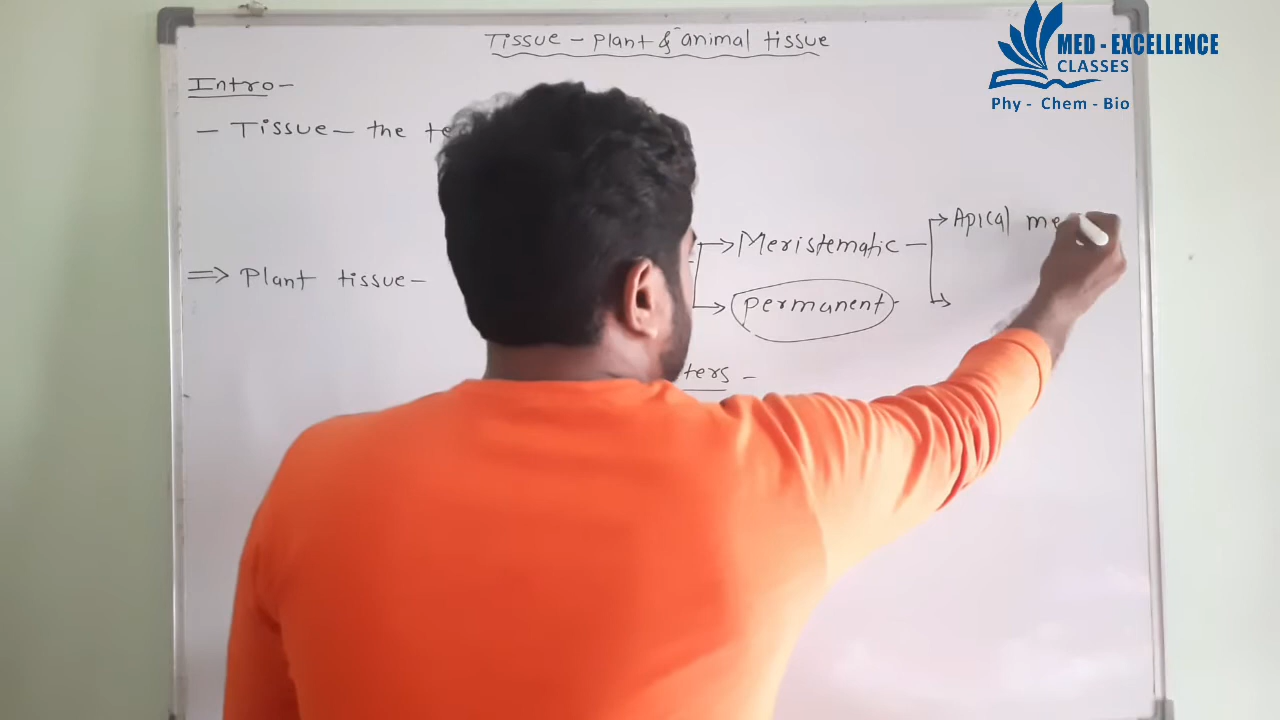 MED - EXCELLENCE
CLASSES
Phy - Chem - Bio
Tissue - Plant & animal tissue
Intro -
- Tissue - the
Apical me
Meristematic
⇒ Plant tissue -
permanent
ters -